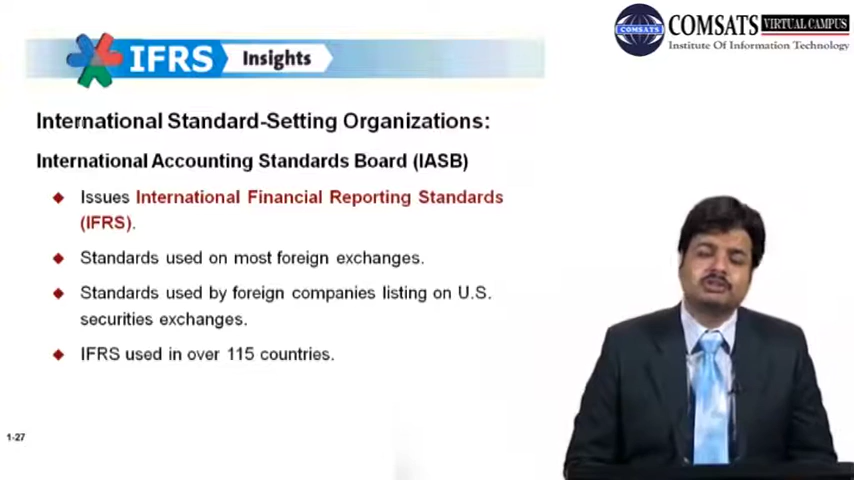 COMSATS VIRTUAL CAMPUS
Institute Of Information Technology
COMSATS
IFRS Insights
International Standard-Setting Organizations:
International Accounting Standards Board (IASB)
Issues International Financial Reporting Standards
(IFRS).
Standards used on most foreign exchanges.
Standards used by foreign companies listing on U.S.
securities exchanges.
IFRS used in over 115 countries.
1-27